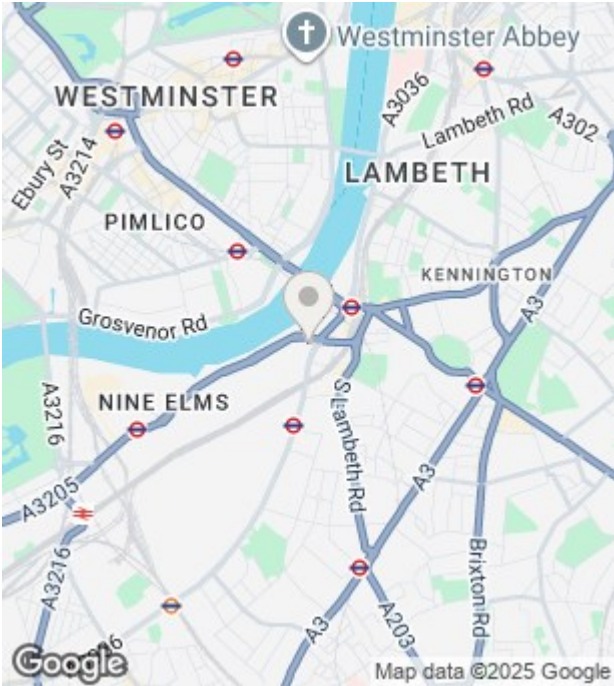 Westminster Abbey
WESTMINSTER
A3036
Lambeth Rd
A302
Ebury St
A3214
LAMBETH
PIMLICO
KENNINGTON
Grosvenor Rd
A3
A3216
NINE ELMS
S Lambeth Rd
A3
A3205
A3216
Brixton Rd
A3
A203
Google
Map data ©2025 Google